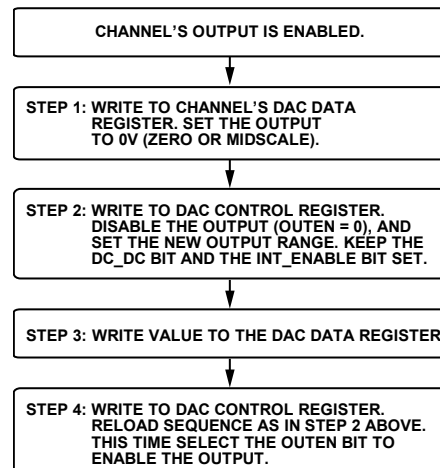 CHANNEL'S OUTPUT IS ENABLED.
STEP 1: WRITE TO CHANNEL'S DAC DATA
REGISTER. SET THE OUTPUT
TO 0V (ZERO OR MIDSCALE).
STEP 2: WRITE TO DAC CONTROL REGISTER.
DISABLE THE OUTPUT (OUTEN = 0), AND
SET THE NEW OUTPUT RANGE. KEEP THE
DC_DC BIT AND THE INT_ENABLE BIT SET.
STEP 3: WRITE VALUE TO THE DAC DATA REGISTER
STEP 4: WRITE TO DAC CONTROL REGISTER.
RELOAD SEQUENCE AS IN STEP 2 ABOVE.
THIS TIME SELECT THE OUTEN BIT TO
ENABLE THE OUTPUT.